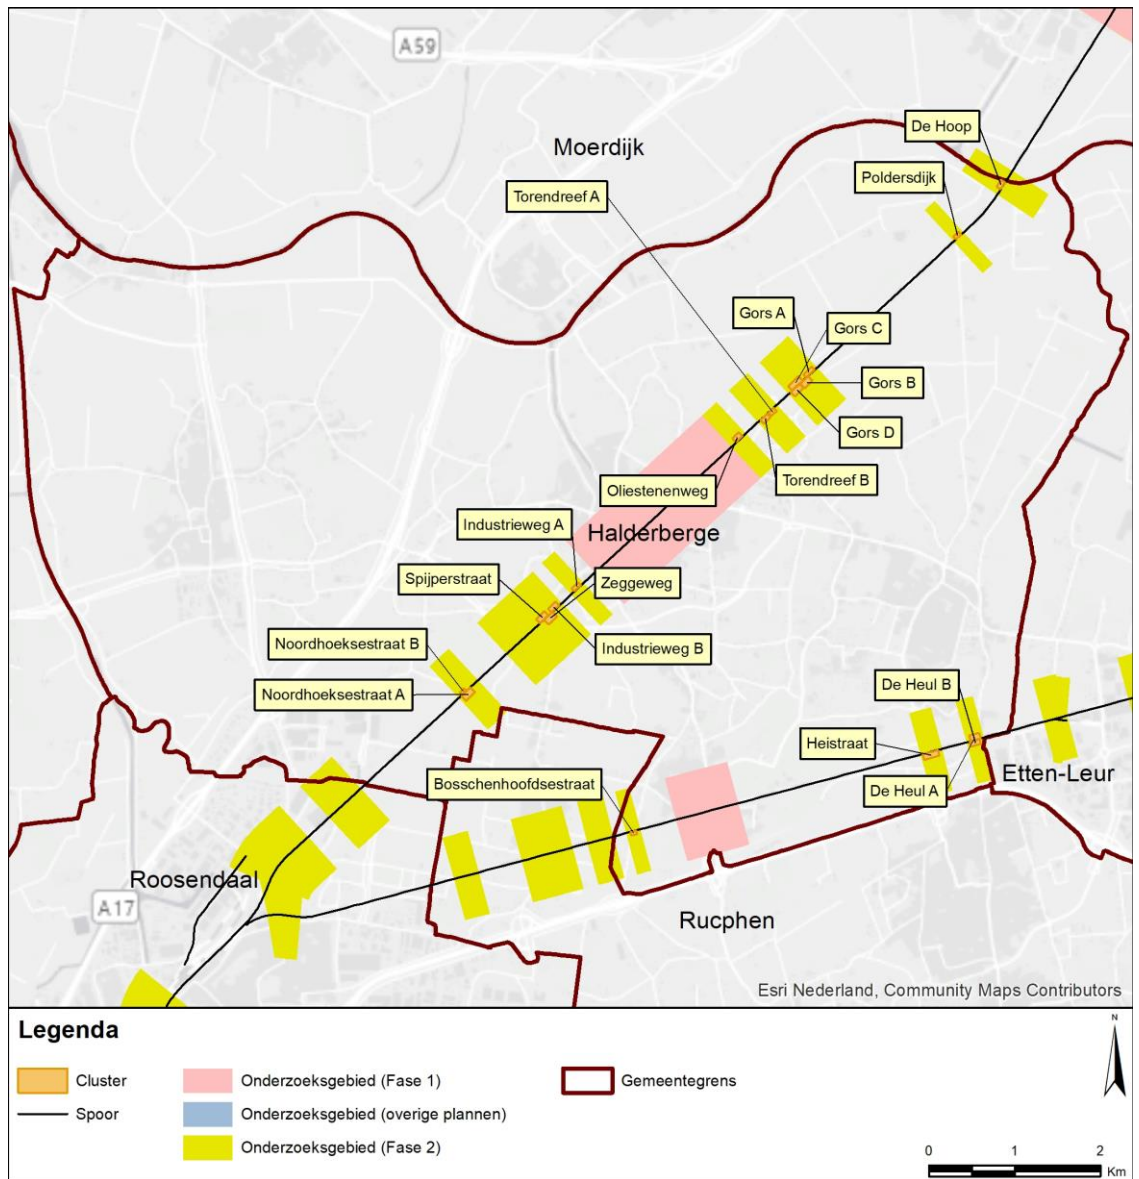 A59
De Hoop
Moerdijk
Poldersdijk
Torendreef A
Gors A
Gors C
Gors B
Gors D
Torendreef B
Oliestenenweg
Industrieweg A
Halderberge
Spijperstraat
Zeggeweg
Noordhoeksestraat B
Industrieweg B
Noordhoeksestraat A
De Heul B
Heistraat
Etten-Leur
Bosschenhoofdsestraat
De Heul A
Roosendaal
A17
Rucphen
Esri Nederland, Community Maps Contributors
Legenda
N
Cluster
Onderzoeksgebied (Fase 1)
Gemeentegrens
Spoor
Onderzoeksgebied (overige plannen)
Onderzoeksgebied (Fase 2)
0 1 2
Km